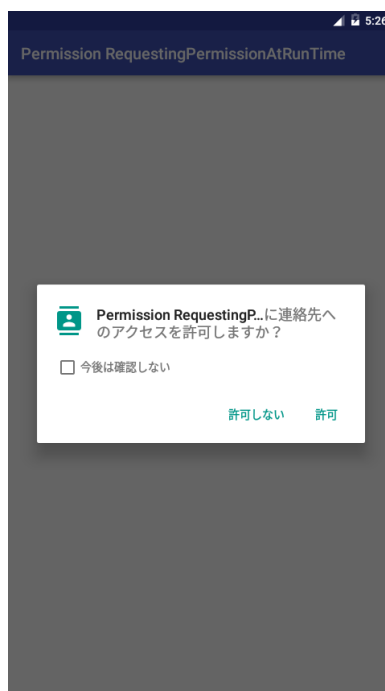 5:26
Permission RequestingPermissionAtRunTime
Permission RequestingP...に連絡先へ
のアクセスを許可しますか？
今後は確認しない
許可しない 許可